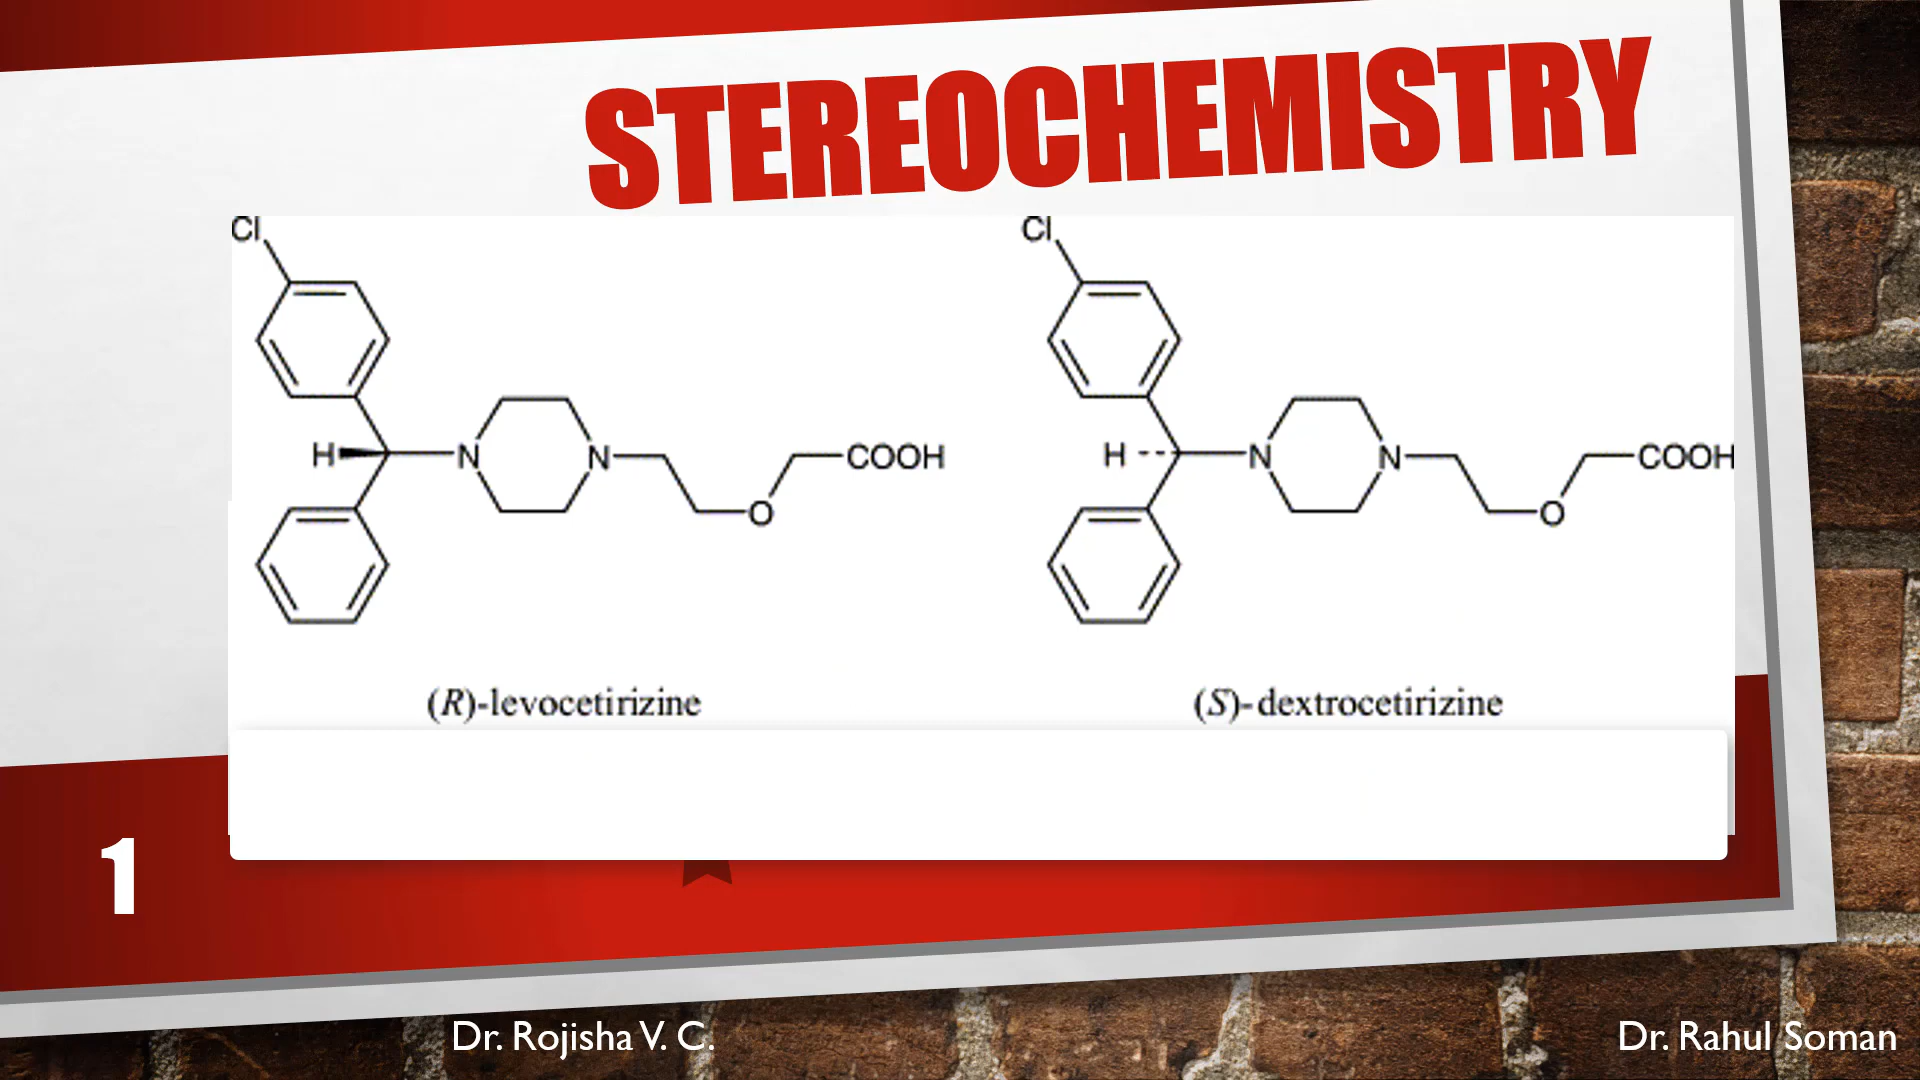 STEREOCHEMISTRY
Cl
Cl
H N N COOH
H N N COOH
O
O
(R)-levocetirizine
(S)-dextrocetirizine
1
Dr. Rojisha V. C.
Dr. Rahul Soman